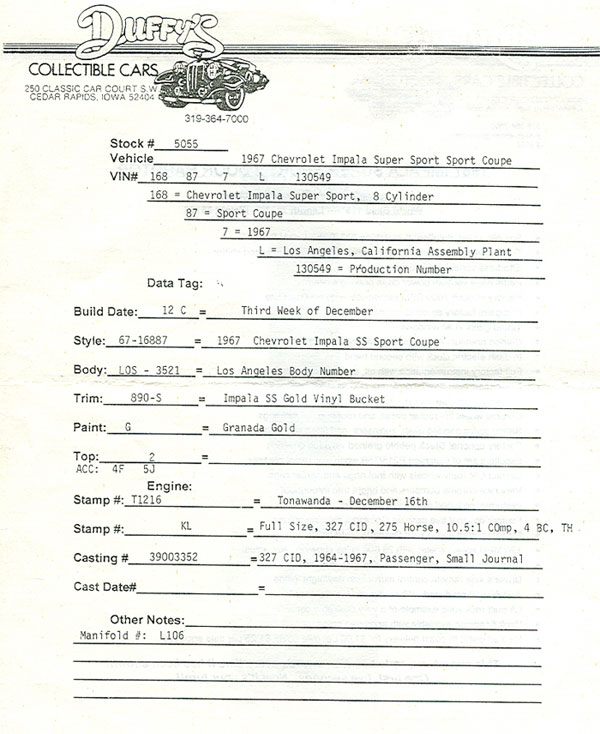 DUFFY'S
COLLECTIBLE CARS
250 CLASSIC CAR COURT S.W.
CEDAR RAPIDS, IOWA 52404
319-364-7000
Stock # 5055
Vehicle 1967 Chevrolet Impala Super Sport Sport Coupe
VIN# 168 87 7 L 130549
168 = Chevrolet Impala Super Sport, 8 Cylinder
87 = Sport Coupe
7 = 1967
L = Los Angeles, California Assembly Plant
130549 = Production Number
Data Tag:
Build Date: 12 C = Third Week of December
Style: 67-16887 = 1967 Chevrolet Impala SS Sport Coupe
Body: LOS - 3521 = Los Angeles Body Number
Trim: 890-S = Impala SS Gold Vinyl Bucket
Paint: G = Granada Gold
Top: 2 =
ACC: 4F 5J
Engine:
Stamp #: T1216 = Tonawanda - December 16th
Stamp #: KL = Full Size, 327 CID, 275 Horse, 10.5:1 COmp, 4 BC, TH
Casting # 39003352 = 327 CID, 1964-1967, Passenger, Small Journal
Cast Date# =
Other Notes:
Manifold #: L106